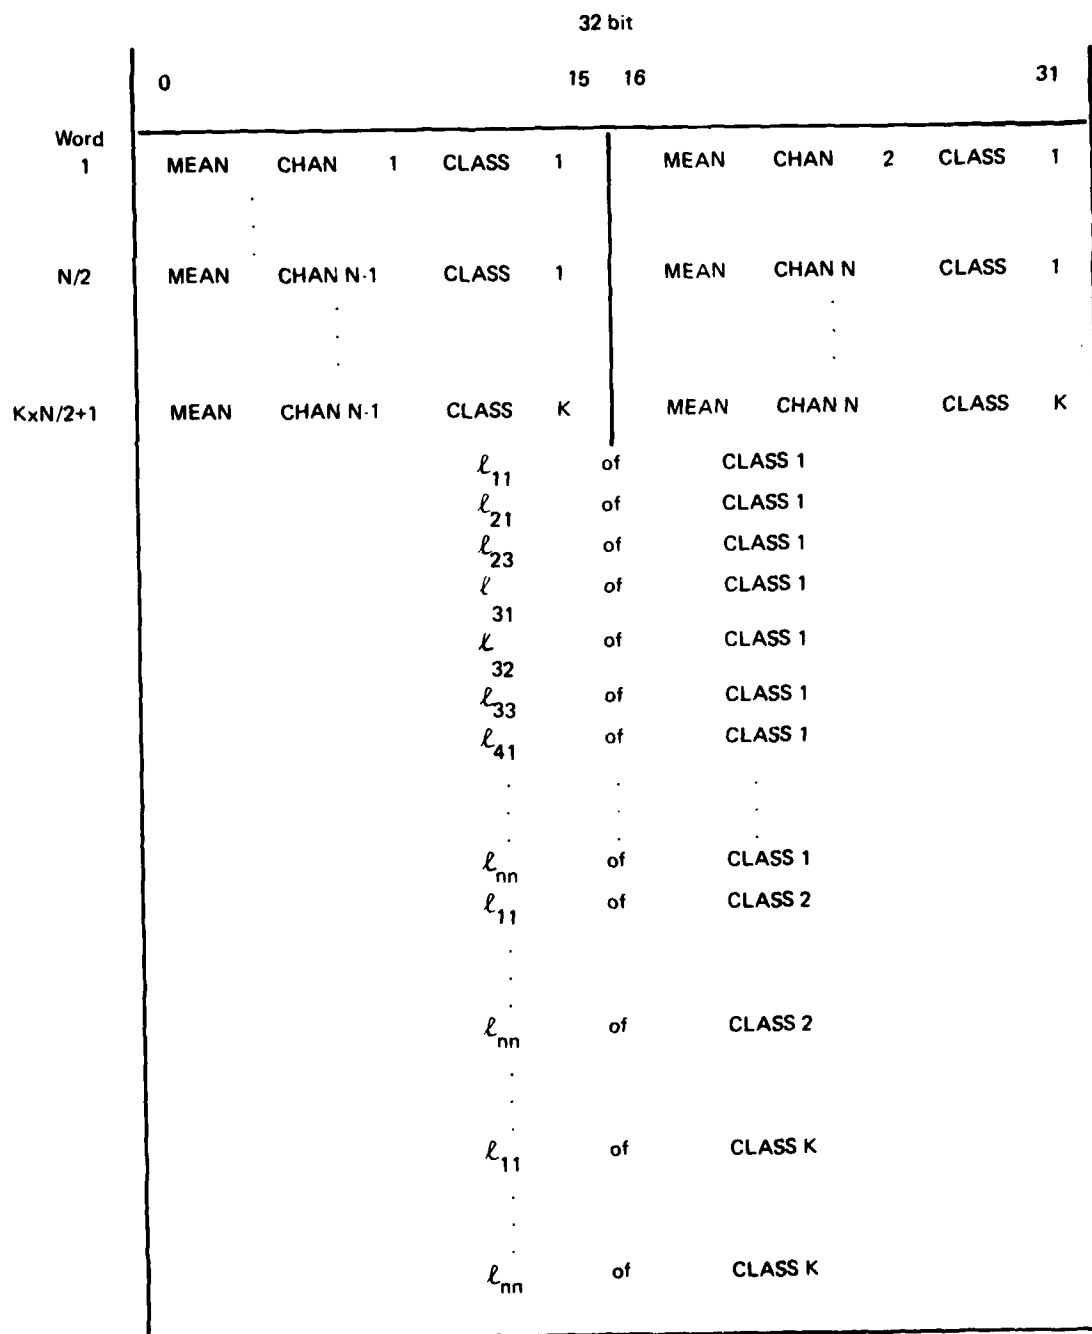 32 bit
0 15 16 31
Word
1 MEAN CHAN 1 CLASS 1 MEAN CHAN 2 CLASS 1
N/2 MEAN CHAN N-1 CLASS 1 MEAN CHAN N CLASS 1
KxN/2+1 MEAN CHAN N-1 CLASS K MEAN CHAN N CLASS K
ℓ11 of CLASS 1
ℓ21 of CLASS 1
ℓ23 of CLASS 1
ℓ31 of CLASS 1
ℓ32 of CLASS 1
ℓ33 of CLASS 1
ℓ41 of CLASS 1
ℓnn of CLASS 1
ℓ11 of CLASS 2
ℓnn of CLASS 2
ℓ11 of CLASS K
ℓnn of CLASS K